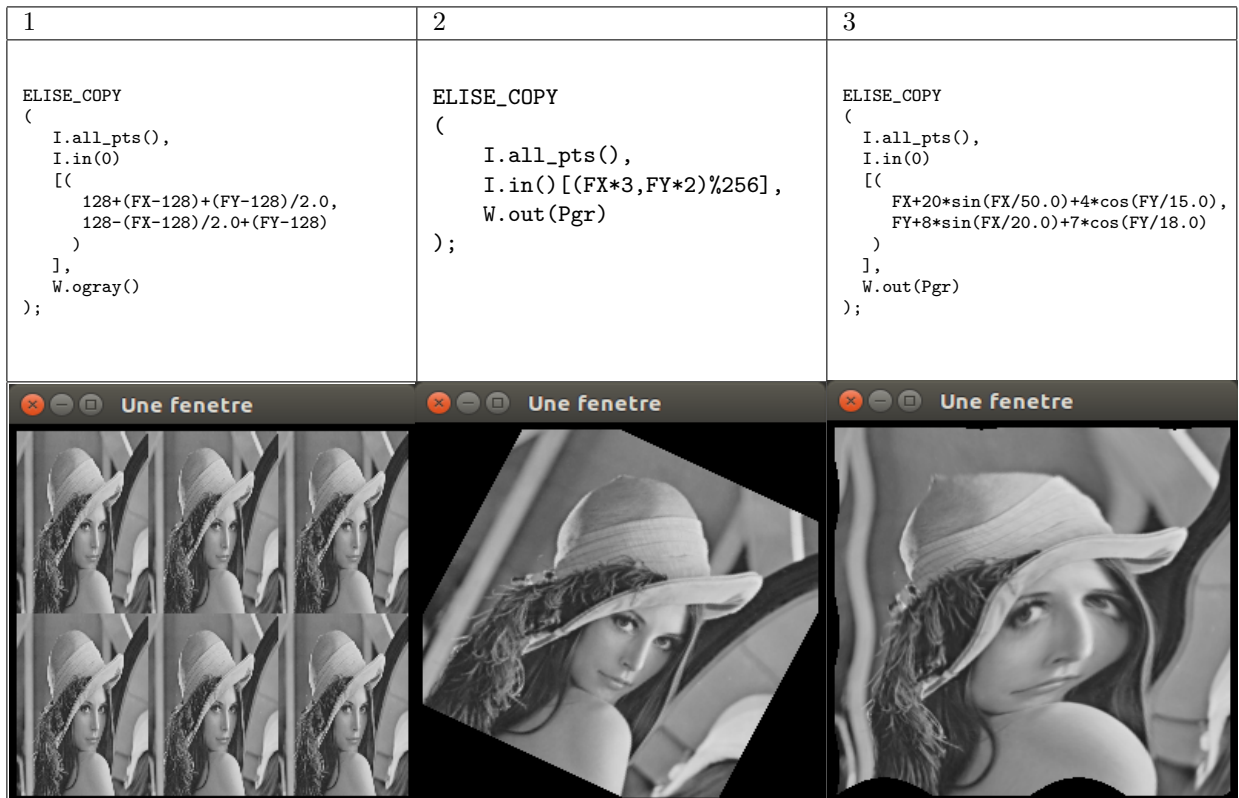 1
2
3
ELISE_COPY
(
I.all_pts(),
I.in(0)
[(
128+(FX-128)+(FY-128)/2.0,
128-(FX-128)/2.0+(FY-128)
)
],
W.ogray()
);
ELISE_COPY
(
I.all_pts(),
I.in()[(FX*3,FY*2)%256],
W.out(Pgr)
);
ELISE_COPY
(
I.all_pts(),
I.in(0)
[(
FX+20*sin(FX/50.0)+4*cos(FY/15.0),
FY+8*sin(FX/20.0)+7*cos(FY/18.0)
)
],
W.out(Pgr)
);
Une fenetre
Une fenetre
Une fenetre